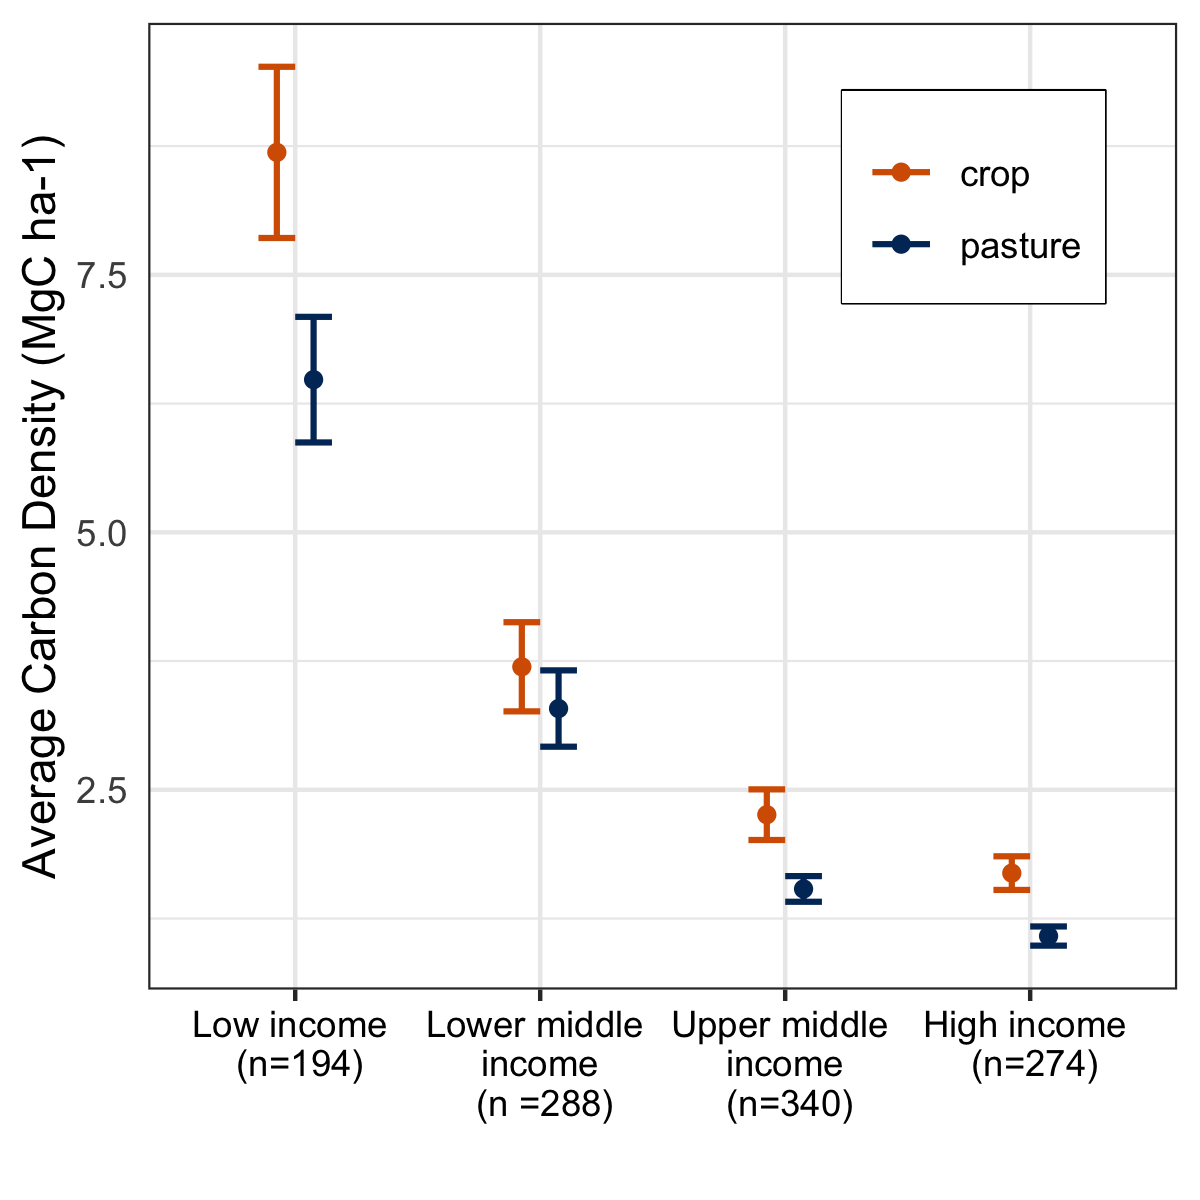 Average Carbon Density (MgC ha-1)
7.5
5.0
2.5
crop
pasture
Low income
(n=194)
Lower middle
income
(n =288)
Upper middle
income
(n=340)
High income
(n=274)